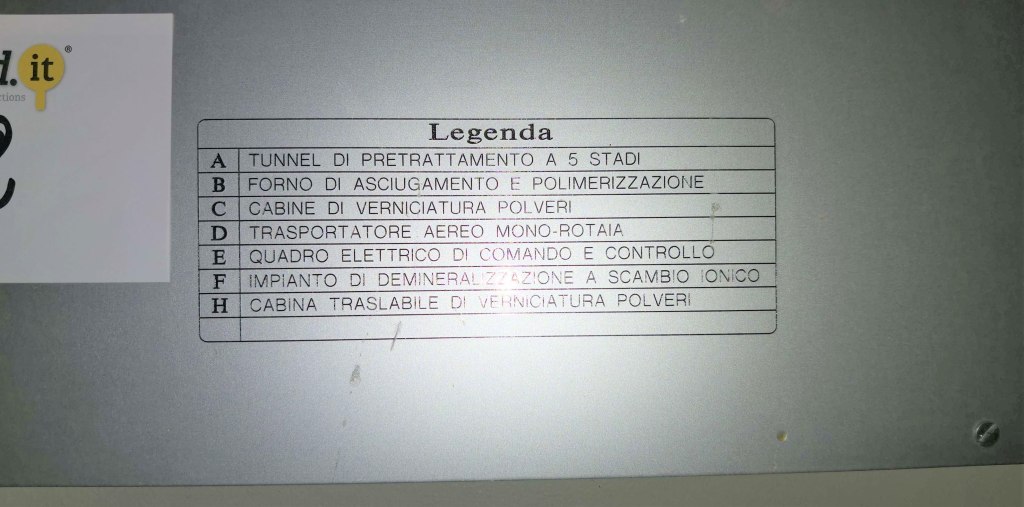 d.it®
ctions
Legenda
A TUNNEL DI PRETRATTAMENTO A 5 STADI
B FORNO DI ASCIUGAMENTO E POLIMERIZZAZIONE
C CABINE DI VERNICIATURA POLVERI
D TRASPORTATORE AEREO MONO-ROTAIA
E QUADRO ELETTRICO DI COMANDO E CONTROLLO
F IMPIANTO DI DEMINERALIZZAZIONE A SCAMBIO IONICO
H CABINA TRASLABILE DI VERNICIATURA POLVERI